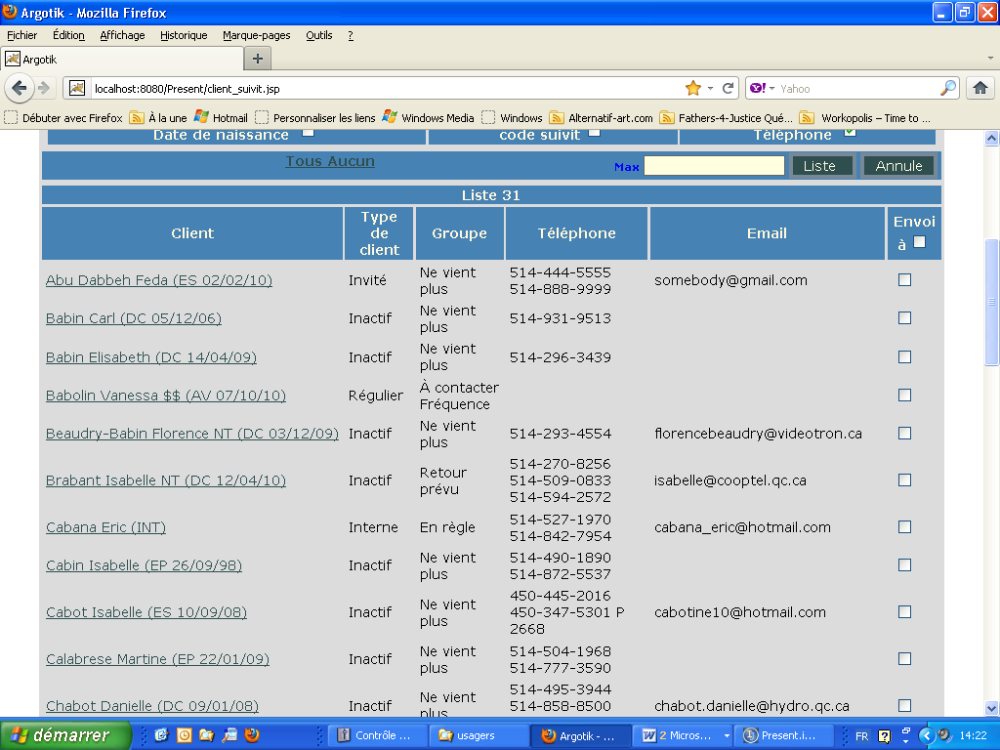 Argotik - Mozilla Firefox
Fichier Édition Affichage Historique Marque-pages Outils ?
Argotik +
localhost:8080/Present/client_suivit.jsp Yahoo
Débuter avec Firefox À la une Hotmail Personnaliser les liens Windows Media Windows Alternatif-art.com Fathers-4-Justice Qué... Workopolis – Time to ...
Date de naissance code suivit Téléphone
Tous Aucun Max Liste Annule
Liste 31
Client Type de client Groupe Téléphone Email Envoi à
Abu Dabbeh Feda (ES 02/02/10) Invité Ne vient plus 514-444-5555 514-888-9999 somebody@gmail.com
Babin Carl (DC 05/12/06) Inactif Ne vient plus 514-931-9513
Babin Elisabeth (DC 14/04/09) Inactif Ne vient plus 514-296-3439
Babolin Vanessa $$ (AV 07/10/10) Régulier À contacter Fréquence
Beaudry-Babin Florence NT (DC 03/12/09) Inactif Ne vient plus 514-293-4554 florencebeaudry@videotron.ca
Brabant Isabelle NT (DC 12/04/10) Inactif Retour prévu 514-270-8256 514-509-0833 514-594-2572 isabelle@cooptel.qc.ca
Cabana Eric (INT) Interne En règle 514-527-1970 514-842-7954 cabana_eric@hotmail.com
Cabin Isabelle (EP 26/09/98) Inactif Ne vient plus 514-490-1890 514-872-5537
Cabot Isabelle (ES 10/09/08) Inactif Ne vient plus 450-445-2016 450-347-5301 P 2668 cabotine10@hotmail.com
Calabrese Martine (EP 22/01/09) Inactif Ne vient plus 514-504-1968 514-777-3590
Chabot Danielle (DC 09/01/08) Inactif Ne vient plus 514-495-3944 514-858-8500 chabot.danielle@hydro.qc.ca
démarrer Contrôle ... usagers Argotik - ... 2 Micros... Present.i... FR 14:22